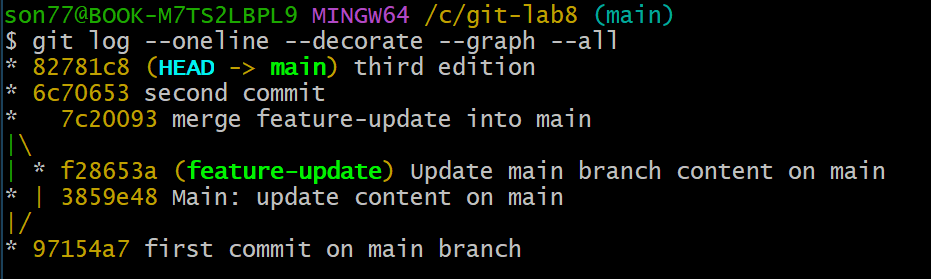 son77@BOOK-M7TS2LBPL9 MINGW64 /c/git-lab8 (main)
$ git log --oneline --decorate --graph --all
* 82781c8 (HEAD -> main) third edition
* 6c70653 second commit
*   7c20093 merge feature-update into main
|\
| * f28653a (feature-update) Update main branch content on main
* | 3859e48 Main: update content on main
|/
* 97154a7 first commit on main branch